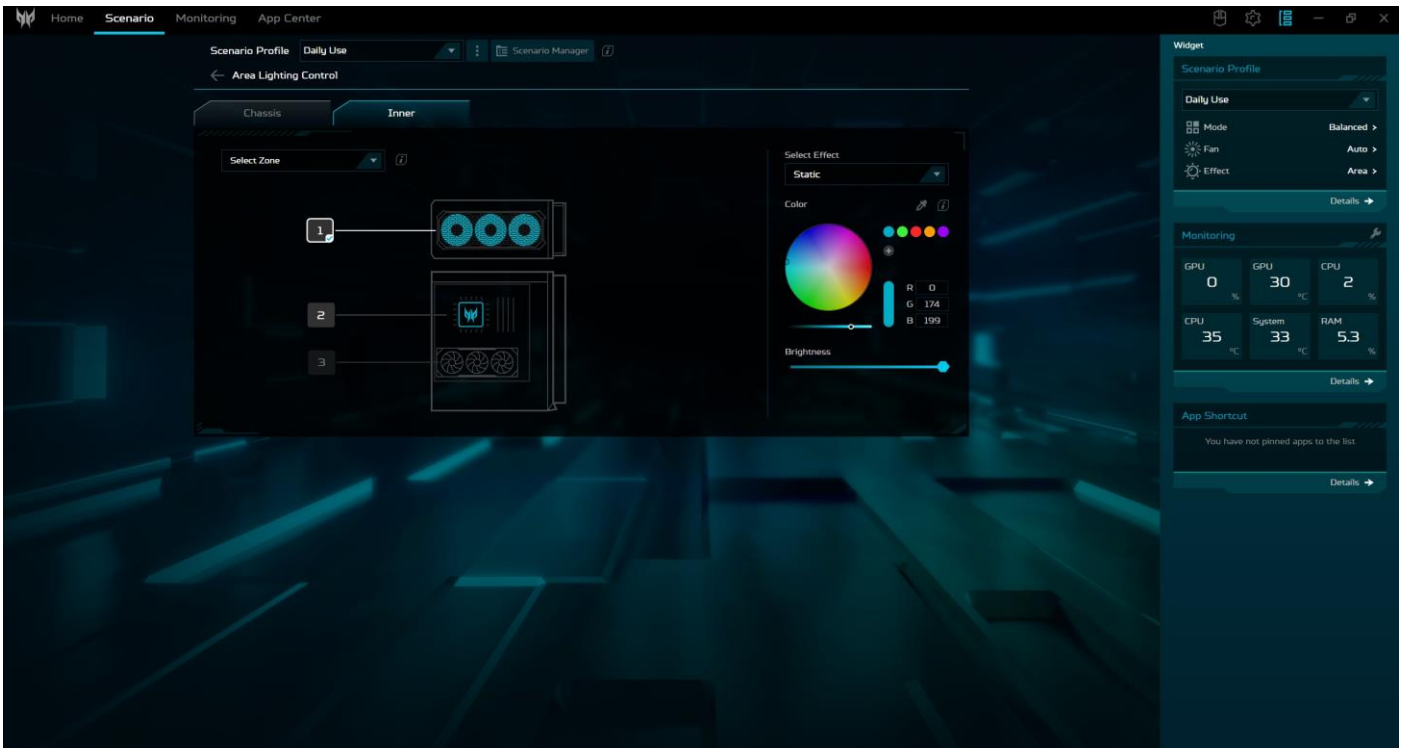 Home Scenario Monitoring App Center
Scenario Profile Daily Use Scenario Manager
Area Lighting Control
Chassis Inner
Select Zone
1
2
3
Select Effect
Static
Color
R 0
G 174
B 199
Brightness
Widget
Scenario Profile
Daily Use
Mode Balanced >
Fan Auto >
Effect Area >
Details
Monitoring
GPU GPU CPU
0 % 30 °C 2 %
CPU System RAM
35 °C 33 °C 5.3 %
Details
App Shortcut
You have not pinned apps to the list
Details